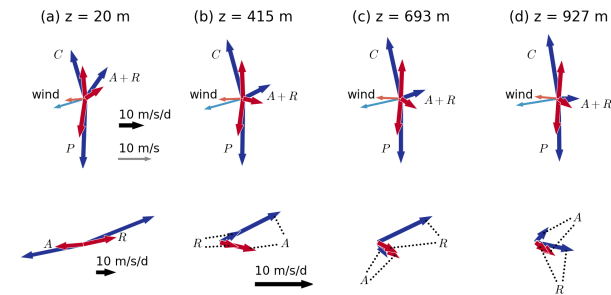 (a) z = 20 m (b) z = 415 m (c) z = 693 m (d) z = 927 m
C C C C
A + R A + R A + R A + R
wind wind wind wind
10 m/s/d
P P P P
10 m/s
A R R A R A
10 m/s/d 10 m/s/d A R